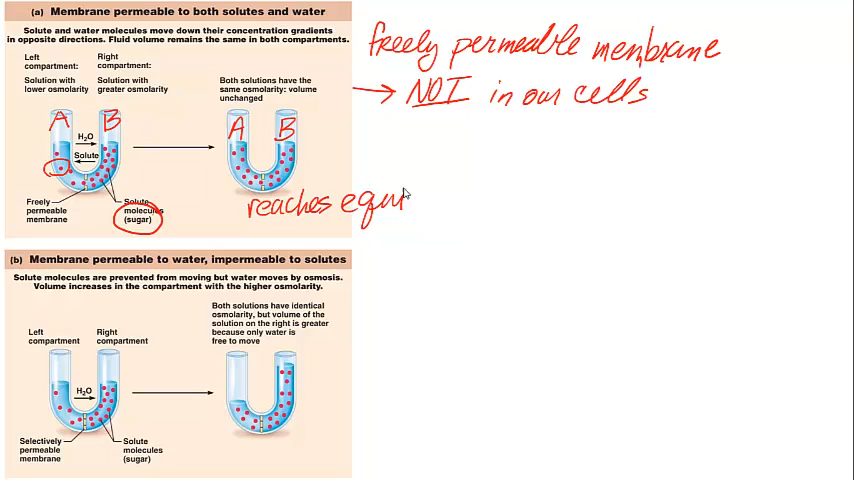 (a) Membrane permeable to both solutes and water
Solute and water molecules move down their concentration gradients
in opposite directions. Fluid volume remains the same in both compartments.
Left
compartment:
Solution with
lower osmolarity
Right
compartment:
Solution with
greater osmolarity
Both solutions have the
same osmolarity: volume
unchanged
A
B
H2O
Solute
A
B
Freely
permeable
membrane
Solute
molecules
(sugar)
freely permeable membrane
→ NOT in our cells
reaches equi
(b) Membrane permeable to water, impermeable to solutes
Solute molecules are prevented from moving but water moves by osmosis.
Volume increases in the compartment with the higher osmolarity.
Both solutions have identical
osmolarity, but volume of the
solution on the right is greater
because only water is
free to move
Left
compartment
Right
compartment
H2O
Selectively
permeable
membrane
Solute
molecules
(sugar)